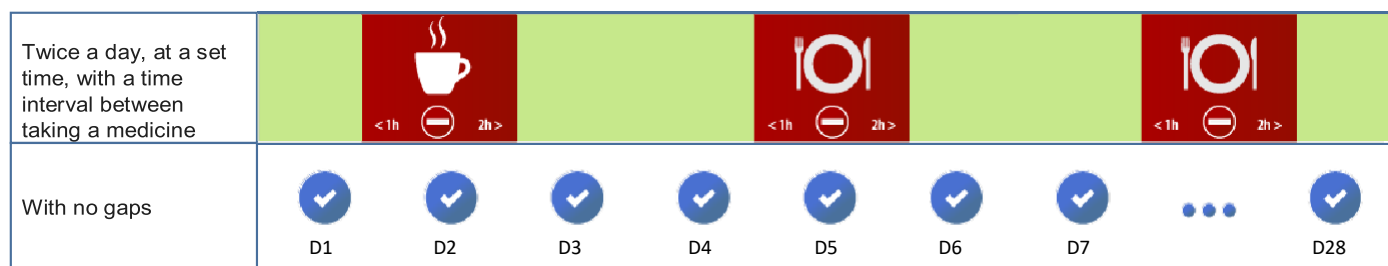 Twice a day, at a set
time, with a time
interval between
taking a medicine
< 1h 2h >
< 1h 2h >
< 1h 2h >
With no gaps
D1 D2 D3 D4 D5 D6 D7 D28